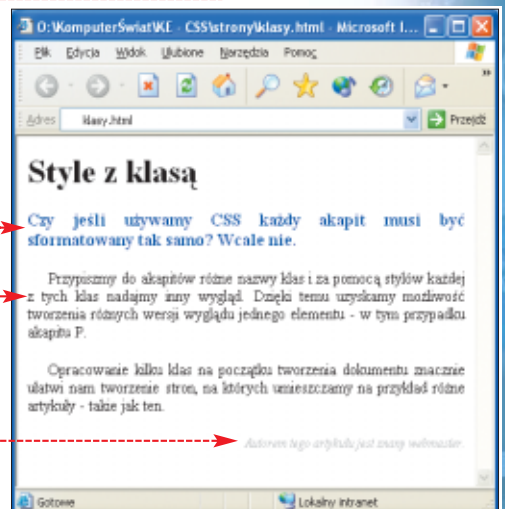 O:\KomputerŚwiat\KE - CSS\strony\klasy.html - Microsoft I...
Plik Edycja Widok Ulubione Narzędzia Pomoc
Adres klasy.html Przejdź
Style z klasą
Czy jeśli używamy CSS każdy akapit musi być
sformatowany tak samo? Wcale nie.
Przypiszmy do akapitów różne nazwy klas i za pomocą stylów każdej
z tych klas nadajmy inny wygląd. Dzięki temu uzyskamy możliwość
tworzenia różnych wersji wyglądu jednego elementu - w tym przypadku
akapitu P.
Opracowanie kilku klas na początku tworzenia dokumentu znacznie
ułatwi nam tworzenie stron, na których umieszczamy na przykład różne
artykuły - takie jak ten.
Autorem tego artykułu jest znany webmaster.
Gotowe Lokalny intranet